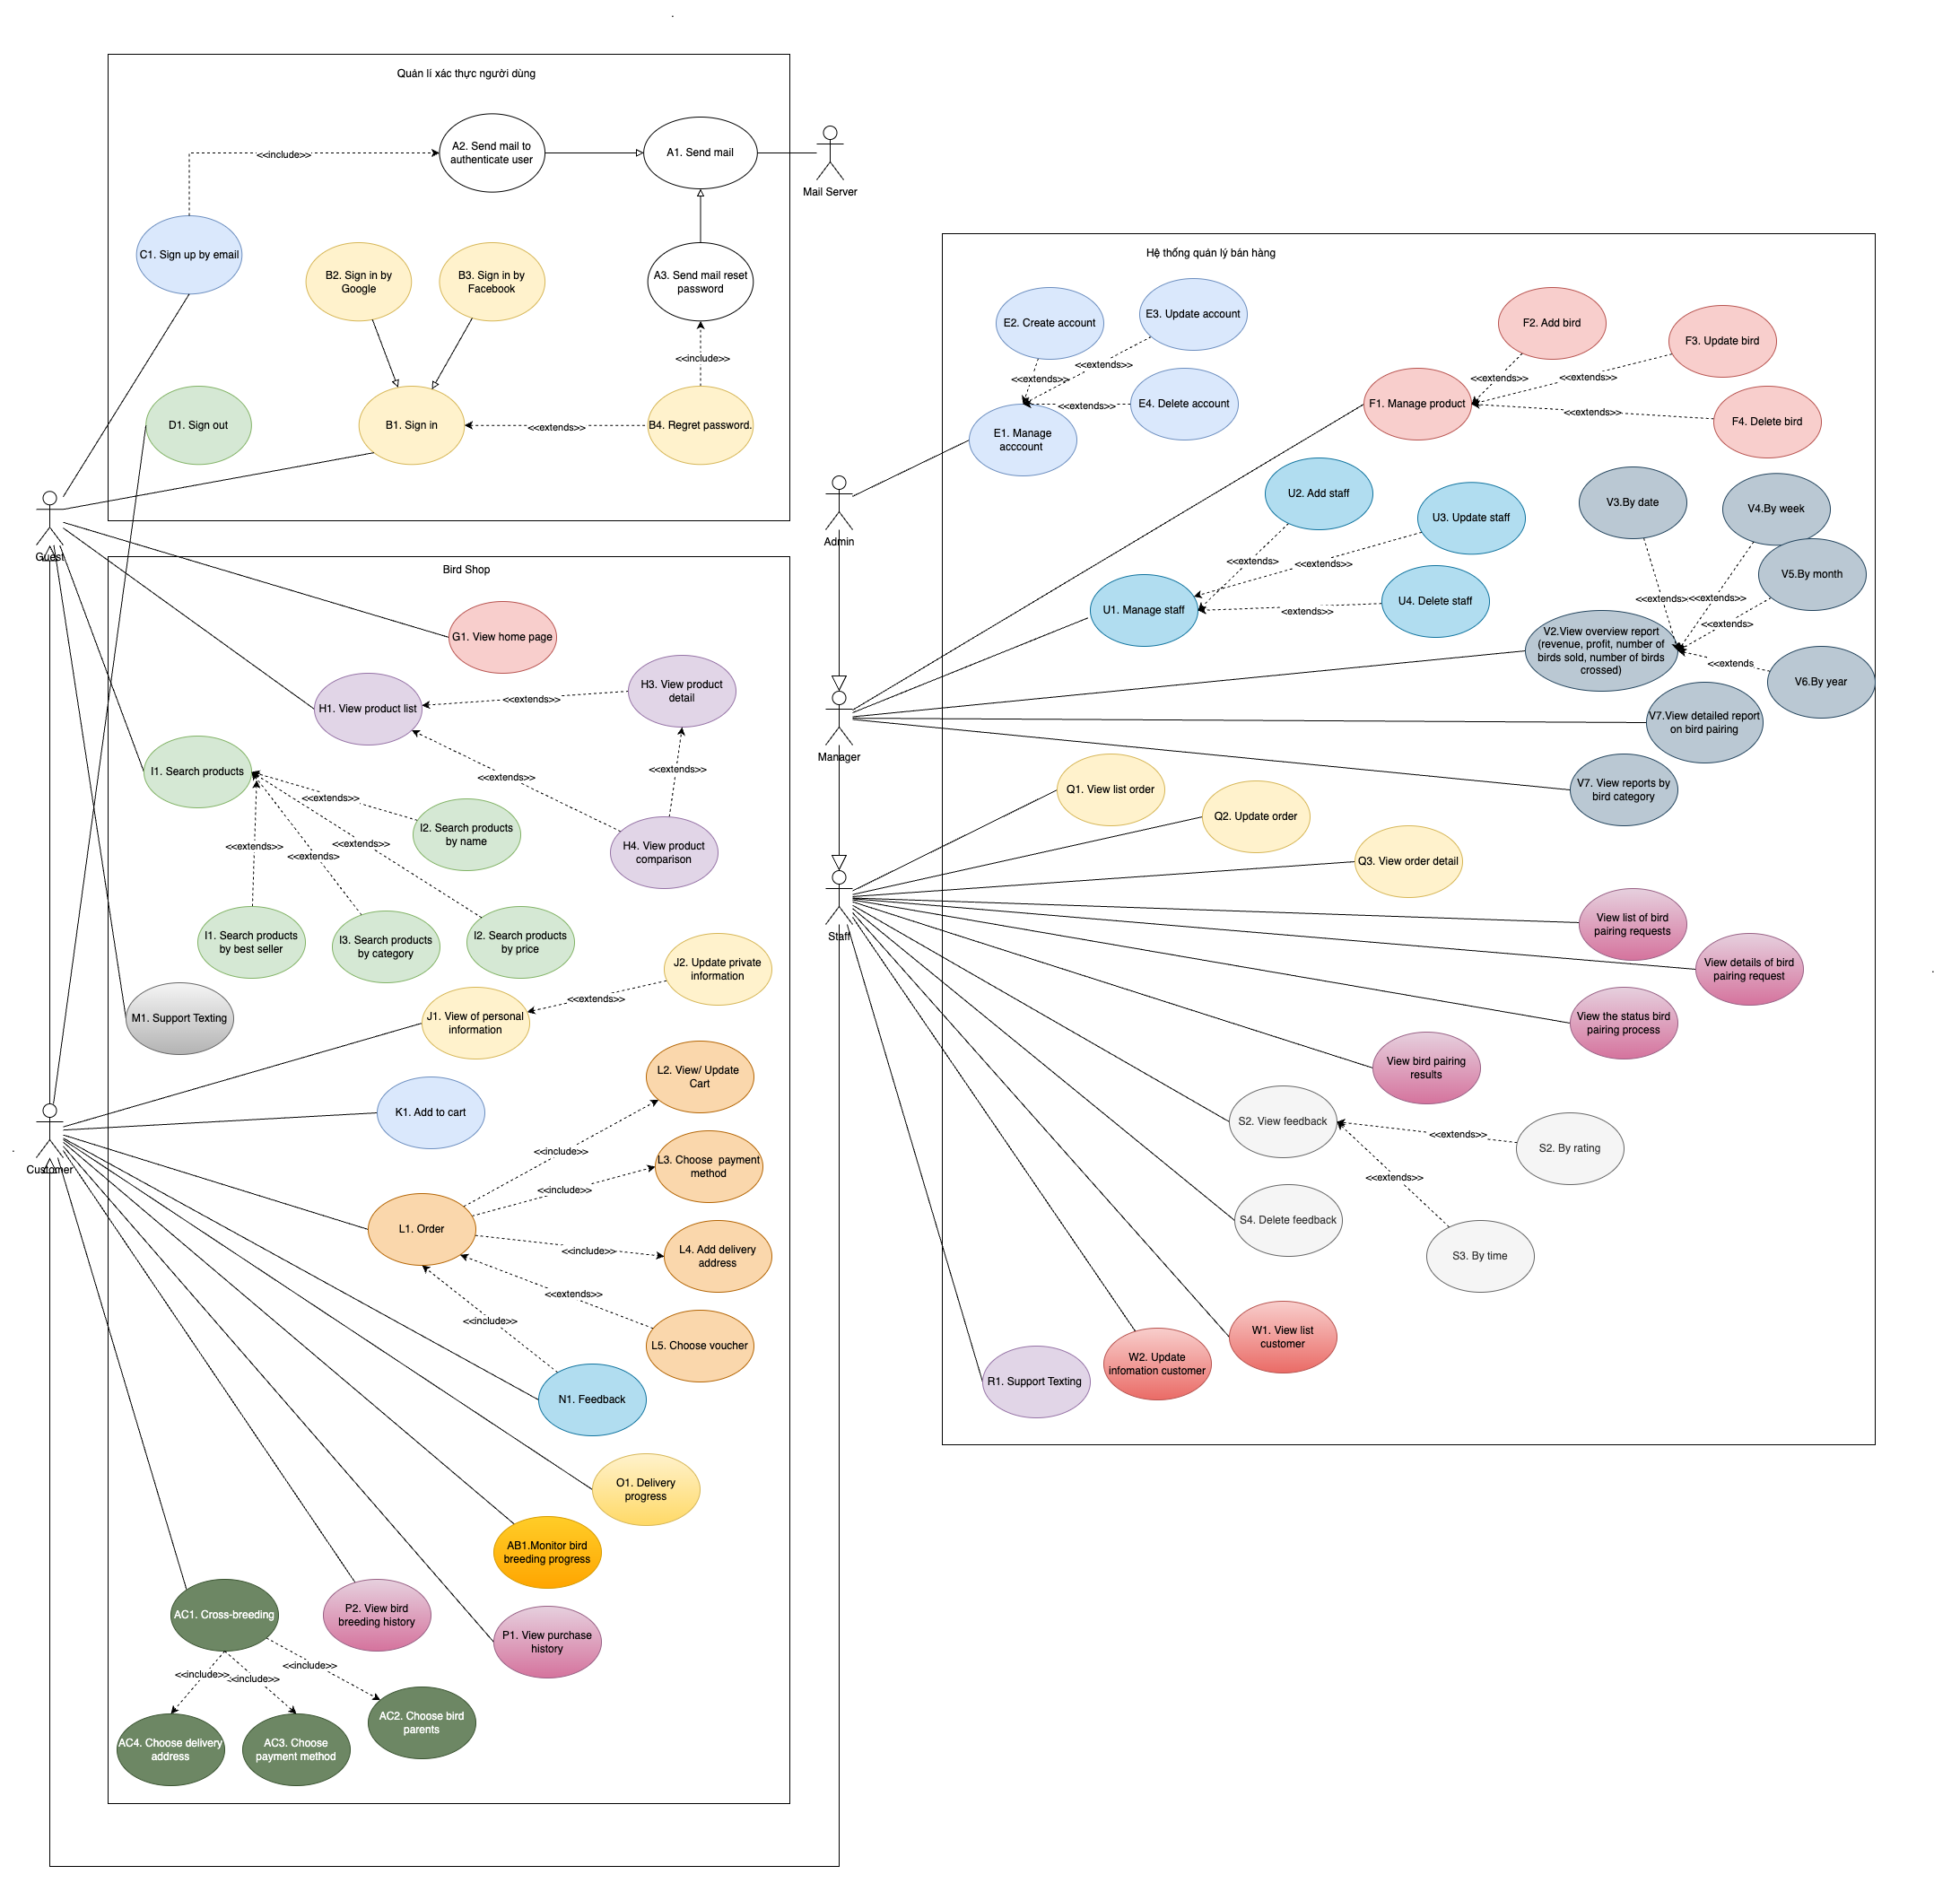 Quản lí xác thực người dùng
A2. Send mail to
authenticate user
A1. Send mail
<<include>>
Mail Server
C1. Sign up by email
B2. Sign in by
Google
B3. Sign in by
Facebook
A3. Send mail reset
password
<<include>>
D1. Sign out
B1. Sign in
<<extends>>
B4. Regret password.
Guest
Bird Shop
G1. View home page
H1. View product list
<<extends>>
H3. View product
detail
<<extends>>
<<extends>>
H4. View product
comparison
I1. Search products
<<extends>>
<<extends>>
<<extends>
<<extends>>
I2. Search products
by name
I1. Search products
by best seller
I3. Search products
by category
I2. Search products
by price
J2. Update private
information
<<extends>>
J1. View of personal
information
M1. Support Texting
L2. View/ Update
Cart
K1. Add to cart
Customer
<<include>>
L3. Choose  payment
method
<<include>>
L1. Order
<<include>>
L4. Add delivery
address
<<extends>>
<<include>>
L5. Choose voucher
N1. Feedback
O1. Delivery
progress
AB1.Monitor bird
breeding progress
AC1. Cross-breeding
P2. View bird
breeding history
P1. View purchase
history
<<include>>
<<include>>
<<include>>
AC2. Choose bird
parents
AC4. Choose delivery
address
AC3. Choose
payment method
Hệ thống quản lý bán hàng
E2. Create account
E3. Update account
<<extends>>
<<extends>>
<<extends>>
E4. Delete account
E1. Manage
acccount
F2. Add bird
F3. Update bird
<<extends>>
<<extends>>
F1. Manage product
<<extends>>
F4. Delete bird
Admin
U2. Add staff
U3. Update staff
<<extends>>
<<extends>>
U1. Manage staff
<extends>>
U4. Delete staff
V3.By date
V4.By week
V5.By month
<<extends>
<<extends>>
<<extends>
<<extends
V2.View overview report
(revenue, profit, number of
birds sold, number of birds
crossed)
V6.By year
V7.View detailed report
on bird pairing
Manager
V7. View reports by
bird category
Q1. View list order
Q2. Update order
Q3. View order detail
Staff
View list of bird
pairing requests
View details of bird
pairing request
View the status bird
pairing process
View bird pairing
results
S2. View feedback
<<extends>>
S2. By rating
<<extends>>
S4. Delete feedback
S3. By time
W1. View list
customer
W2. Update
infomation customer
R1. Support Texting